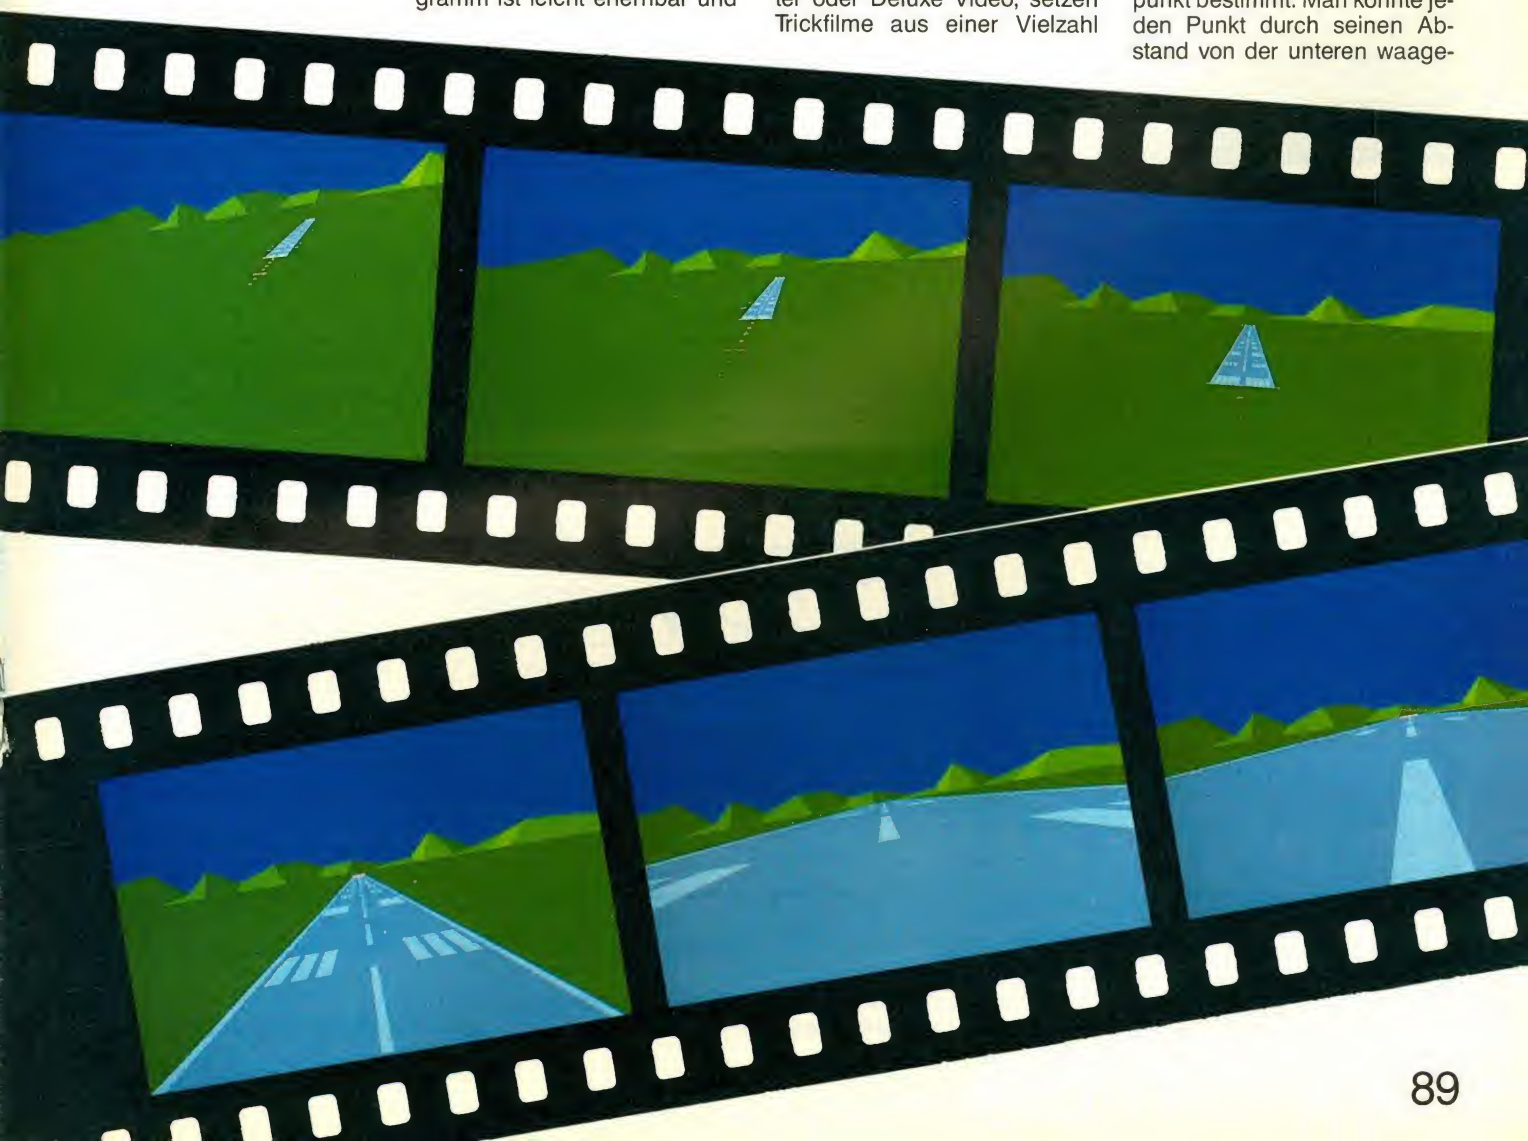 gramm ist leicht erlernbar und
ter oder Deluxe Video, setzen
Trickfilme aus einer Vielzahl
punkt bestimmt. Man könnte je-
den Punkt durch seinen Ab-
stand von der unteren waage-
89